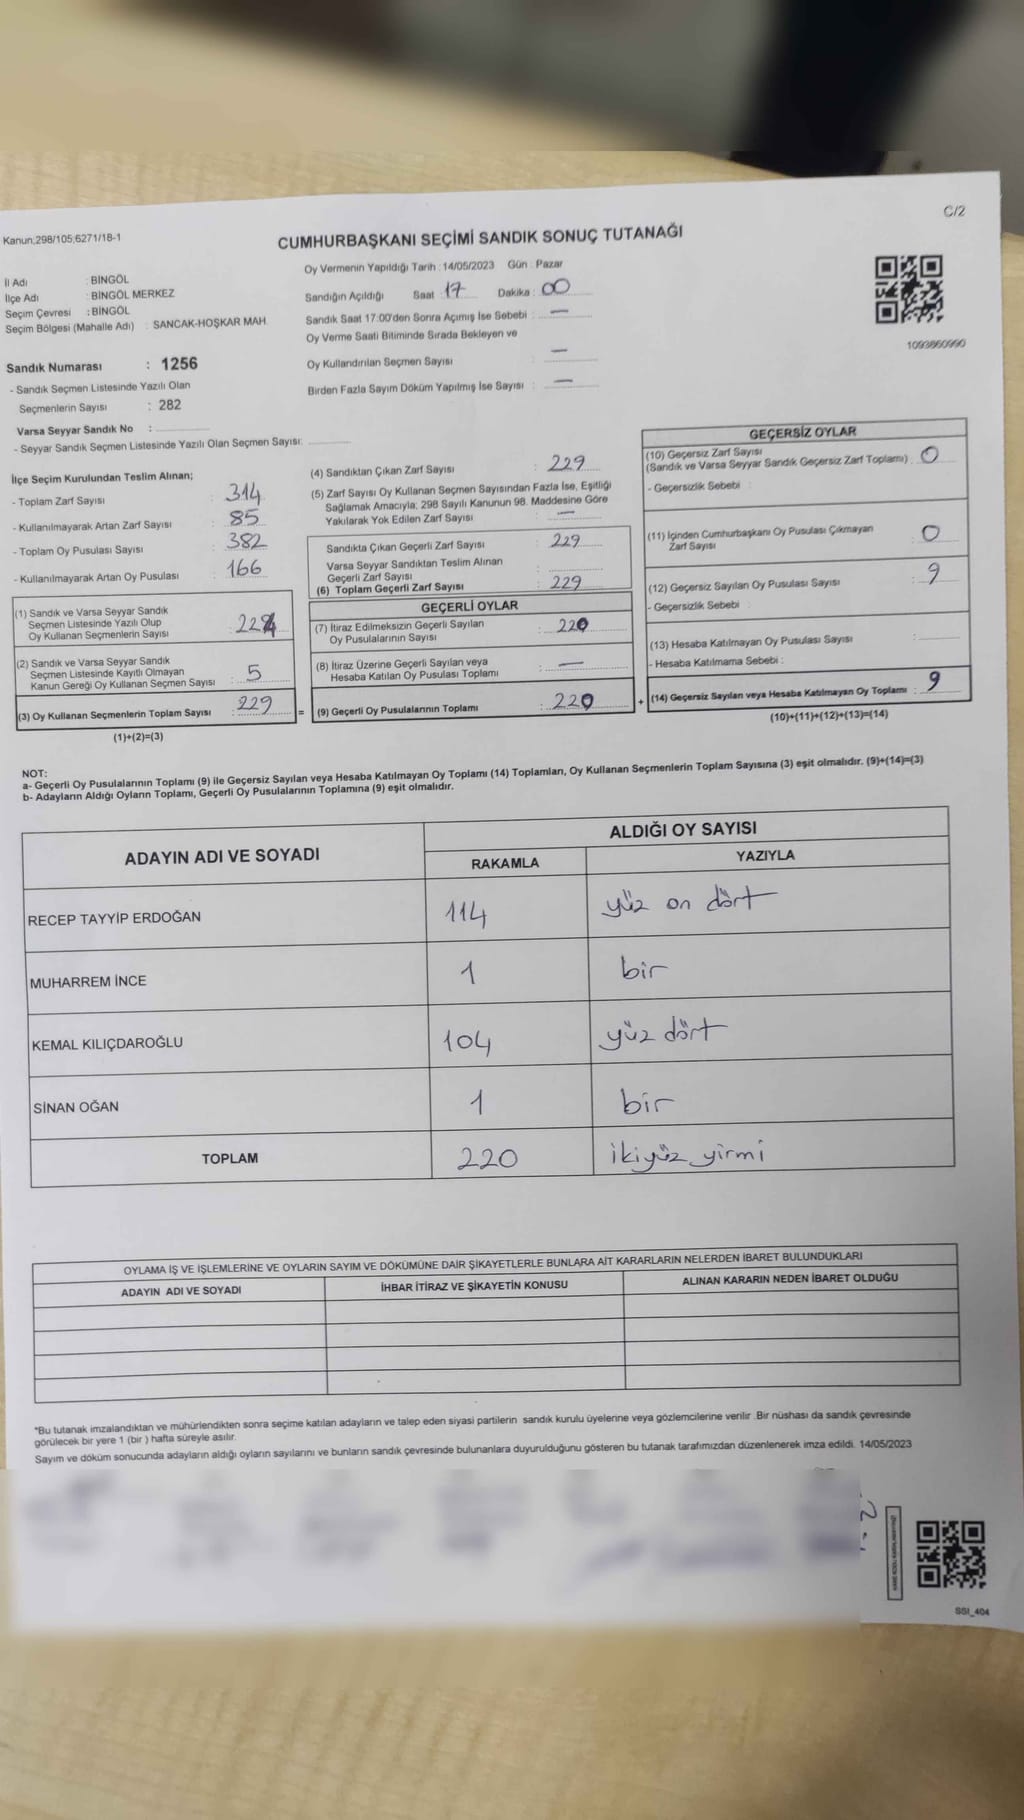 C/2
Kanun;298/105;6271/18-1
CUMHURBAŞKANI SEÇİMİ SANDIK SONUÇ TUTANAĞI
İl Adı : BİNGÖL
İlçe Adı : BİNGÖL MERKEZ
Seçim Çevresi : BİNGÖL
Seçim Bölgesi (Mahalle Adı) : SANCAK-HOŞKAR MAH.
Sandık Numarası : 1256
- Sandık Seçmen Listesinde Yazılı Olan
Seçmenlerin Sayısı : 282
Varsa Seyyar Sandık No :
- Seyyar Sandık Seçmen Listesinde Yazılı Olan Seçmen Sayısı:
Oy Vermenin Yapıldığı Tarih : 14/05/2023 Gün : Pazar
Sandığın Açıldığı Saat 17 Dakika : 00
Sandık Saat 17:00'den Sonra Açımış İse Sebebi : —
Oy Verme Saati Bitiminde Sırada Bekleyen ve
Oy Kullandırılan Seçmen Sayısı : —
Birden Fazla Sayım Döküm Yapılmış İse Sayısı : —
1093860990
İlçe Seçim Kurulundan Teslim Alınan;
- Toplam Zarf Sayısı : 314
- Kullanılmayarak Artan Zarf Sayısı : 85
- Toplam Oy Pusulası Sayısı : 382
- Kullanılmayarak Artan Oy Pusulası : 166
(1) Sandık ve Varsa Seyyar Sandık
Seçmen Listesinde Yazılı Olup
Oy Kullanan Seçmenlerin Sayısı : 224
(2) Sandık ve Varsa Seyyar Sandık
Seçmen Listesinde Kayıtlı Olmayan
Kanun Gereği Oy Kullanan Seçmen Sayısı : 5
(3) Oy Kullanan Seçmenlerin Toplam Sayısı : 229
(1)+(2)=(3)
=
(4) Sandıktan Çıkan Zarf Sayısı : 229
(5) Zarf Sayısı Oy Kullanan Seçmen Sayısından Fazla İse, Eşitliği
Sağlamak Amacıyla; 298 Sayılı Kanunun 98. Maddesine Göre
Yakılarak Yok Edilen Zarf Sayısı : —
Sandıkta Çıkan Geçerli Zarf Sayısı : 229
Varsa Seyyar Sandıktan Teslim Alınan
Geçerli Zarf Sayısı :
(6) Toplam Geçerli Zarf Sayısı : 229
GEÇERLİ OYLAR
(7) İtiraz Edilmeksizin Geçerli Sayılan
Oy Pusulalarının Sayısı : 220
(8) İtiraz Üzerine Geçerli Sayılan veya
Hesaba Katılan Oy Pusulası Toplamı : —
(9) Geçerli Oy Pusulalarının Toplamı : 220
+
GEÇERSİZ OYLAR
(10) Geçersiz Zarf Sayısı
(Sandık ve Varsa Seyyar Sandık Geçersiz Zarf Toplamı) : 0
- Geçersizlik Sebebi :
(11) İçinden Cumhurbaşkanı Oy Pusulası Çıkmayan
Zarf Sayısı : 0
(12) Geçersiz Sayılan Oy Pusulası Sayısı : 9
- Geçersizlik Sebebi :
(13) Hesaba Katılmayan Oy Pusulası Sayısı :
- Hesaba Katılmama Sebebi :
(14) Geçersiz Sayılan veya Hesaba Katılmayan Oy Toplamı : 9
(10)+(11)+(12)+(13)=(14)
NOT:
a- Geçerli Oy Pusulalarının Toplamı (9) ile Geçersiz Sayılan veya Hesaba Katılmayan Oy Toplamı (14) Toplamları, Oy Kullanan Seçmenlerin Toplam Sayısına (3) eşit olmalıdır. (9)+(14)=(3)
b- Adayların Aldığı Oyların Toplamı, Geçerli Oy Pusulalarının Toplamına (9) eşit olmalıdır.
ADAYIN ADI VE SOYADI ALDIĞI OY SAYISI
RAKAMLA YAZIYLA
RECEP TAYYİP ERDOĞAN 114 yüz on dört
MUHARREM İNCE 1 bir
KEMAL KILIÇDAROĞLU 104 yüz dört
SİNAN OĞAN 1 bir
TOPLAM 220 ikiyüz yirmi
OYLAMA İŞ VE İŞLEMLERİNE VE OYLARIN SAYIM VE DÖKÜMÜNE DAİR ŞİKAYETLERLE BUNLARA AİT KARARLARIN NELERDEN İBARET BULUNDUKLARI
ADAYIN ADI VE SOYADI İHBAR İTİRAZ VE ŞİKAYETİN KONUSU ALINAN KARARIN NEDEN İBARET OLDUĞU
*Bu tutanak imzalandıktan ve mühürlendikten sonra seçime katılan adayların ve talep eden siyasi partilerin sandık kurulu üyelerine veya gözlemcilerine verilir .Bir nüshası da sandık çevresinde
görülecek bir yere 1 (bir ) hafta süreyle asılır.
Sayım ve döküm sonucunda adayların aldığı oyların sayılarını ve bunların sandık çevresinde bulunanlara duyurulduğunu gösteren bu tutanak tarafımızdan düzenlenerek imza edildi. 14/05/2023
SSI_404